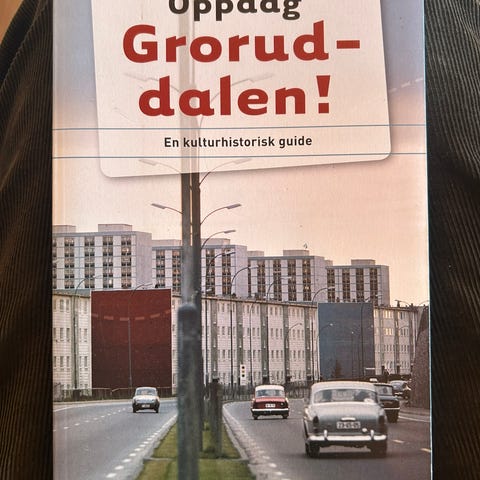 Oppdag
Grorud-
dalen!
En kulturhistorisk guide